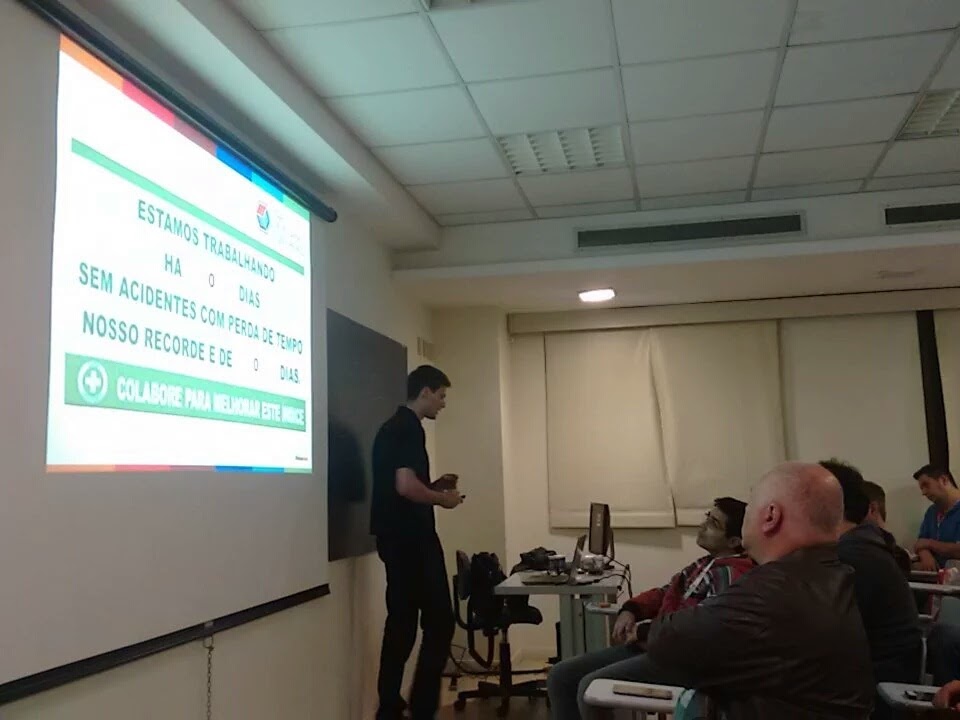 ESTAMOS TRABALHANDO
HA 0 DIAS
SEM ACIDENTES COM PERDA DE TEMPO
NOSSO RECORDE E DE 0 DIAS.
COLABORE PARA MELHORAR ESTE INDICE